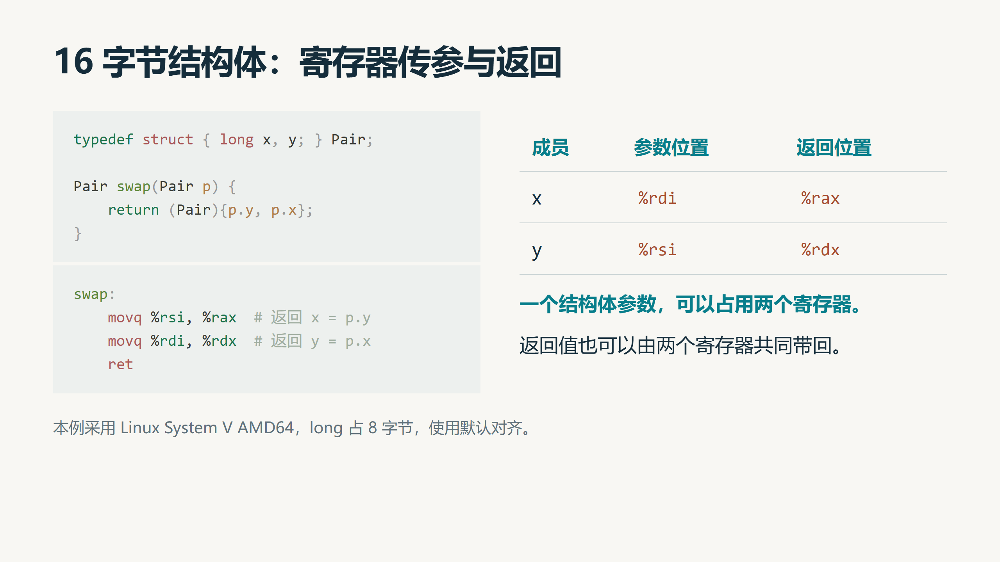 16 字节结构体：寄存器传参与返回
typedef struct { long x, y; } Pair;
Pair swap(Pair p) {
    return (Pair){p.y, p.x};
}
swap:
    movq %rsi, %rax  # 返回 x = p.y
    movq %rdi, %rdx  # 返回 y = p.x
    ret
成员 参数位置 返回位置
x %rdi %rax
y %rsi %rdx
一个结构体参数，可以占用两个寄存器。
返回值也可以由两个寄存器共同带回。
本例采用 Linux System V AMD64，long 占 8 字节，使用默认对齐。